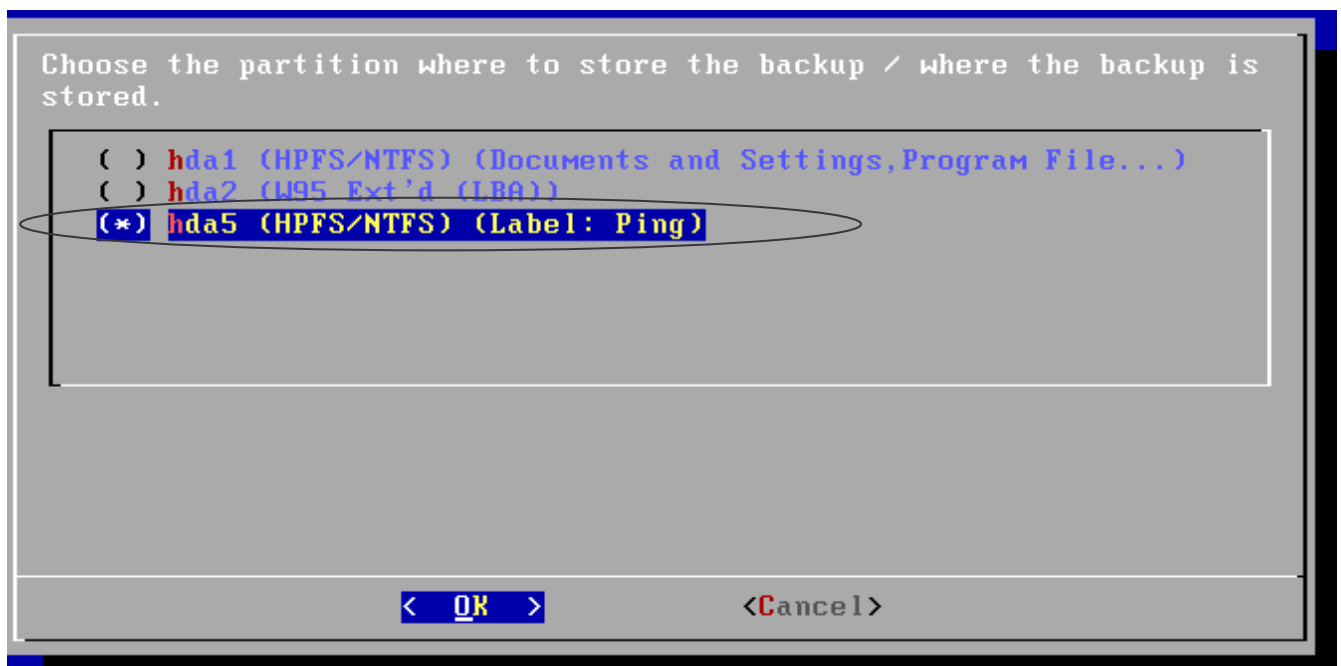 Choose the partition where to store the backup / where the backup is
stored.
( ) hda1 (HPFS/NTFS) (Documents and Settings,Program File...)
( ) hda2 (W95 Ext'd (LBA))
(*) hda5 (HPFS/NTFS) (Label: Ping)
< OK > <Cancel>